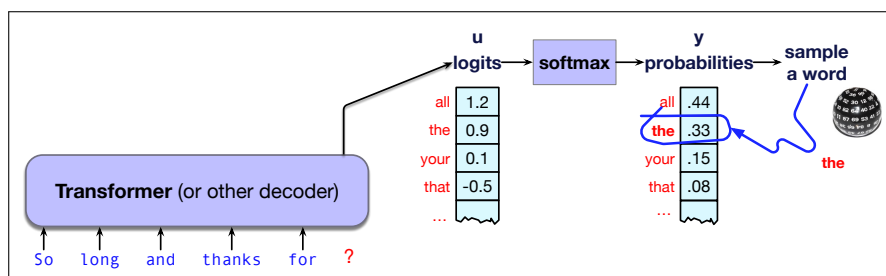 u
logits
softmax
y
probabilities
sample
a word
all 1.2
the 0.9
your 0.1
that -0.5
...
all .44
the .33
your .15
that .08
...
the
Transformer (or other decoder)
So long and thanks for ?